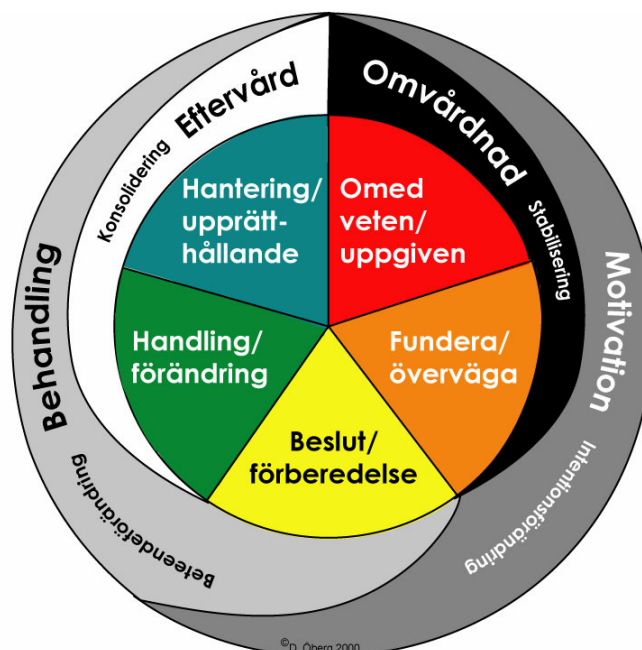 Eftervård
Konsolidering
Omvårdnad
Stabilisering
Hantering/
upprätt-
hållande
Omed
veten/
uppgiven
Behandling
Motivation
Handling/
förändring
Fundera/
överväga
Beslut/
förberedelse
Beteendeförändring
Intentionsförändring
©D. Öberg 2000